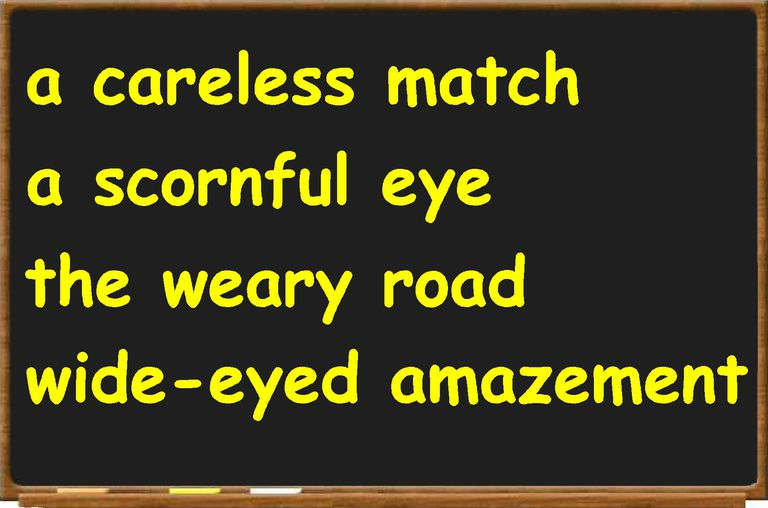 a careless match
a scornful eye
the weary road
wide-eyed amazement